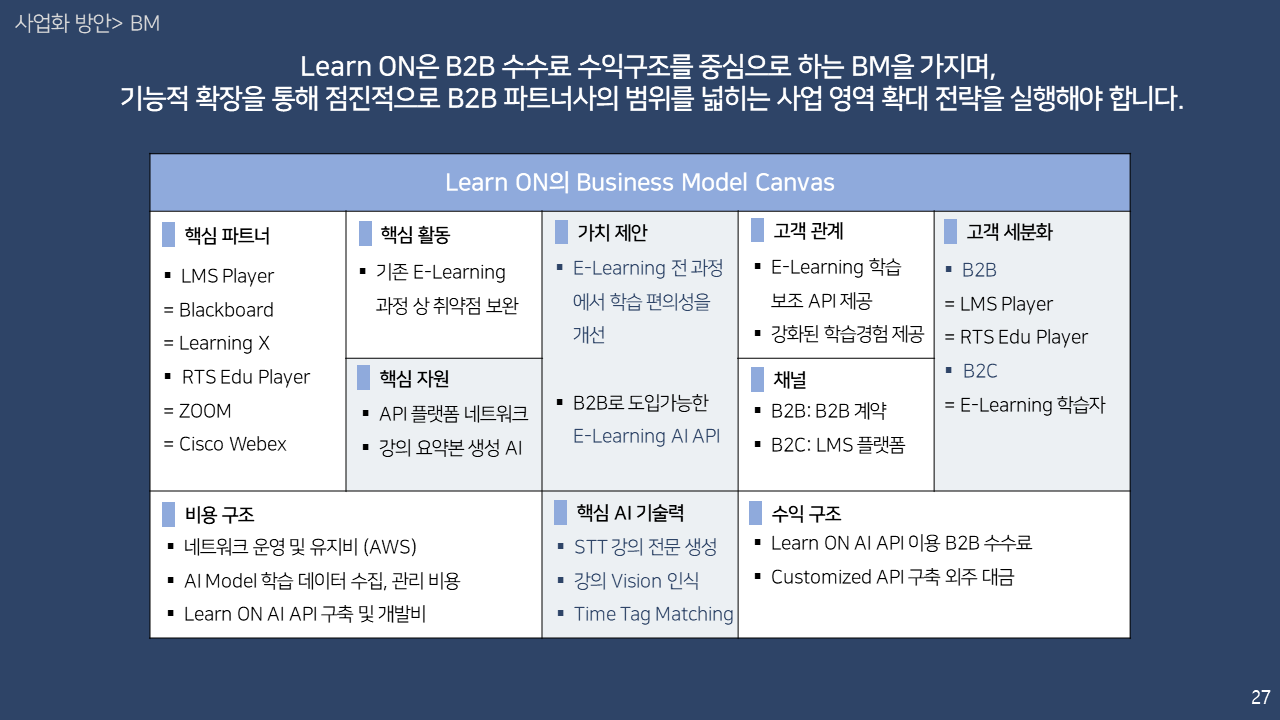 사업화 방안> BM
Learn ON은 B2B 수수료 수익구조를 중심으로 하는 BM을 가지며,
기능적 확장을 통해 점진적으로 B2B 파트너사의 범위를 넓히는 사업 영역 확대 전략을 실행해야 합니다.
Learn ON의 Business Model Canvas
핵심 파트너
▪ LMS Player
= Blackboard
= Learning X
▪ RTS Edu Player
= ZOOM
= Cisco Webex
핵심 활동
▪ 기존 E-Learning
과정 상 취약점 보완
핵심 자원
▪ API 플랫폼 네트워크
▪ 강의 요약본 생성 AI
가치 제안
▪ E-Learning 전 과정
에서 학습 편의성을
개선
▪ B2B로 도입가능한
E-Learning AI API
고객 관계
▪ E-Learning 학습
보조 API 제공
▪ 강화된 학습경험 제공
채널
▪ B2B: B2B 계약
▪ B2C: LMS 플랫폼
고객 세분화
▪ B2B
= LMS Player
= RTS Edu Player
▪ B2C
= E-Learning 학습자
비용 구조
▪ 네트워크 운영 및 유지비 (AWS)
▪ AI Model 학습 데이터 수집, 관리 비용
▪ Learn ON AI API 구축 및 개발비
핵심 AI 기술력
▪ STT 강의 전문 생성
▪ 강의 Vision 인식
▪ Time Tag Matching
수익 구조
▪ Learn ON AI API 이용 B2B 수수료
▪ Customized API 구축 외주 대금
27